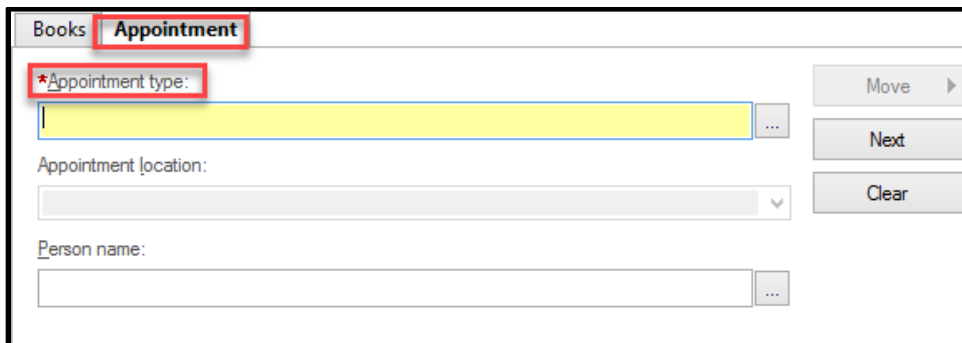 Books Appointment
*Appointment type:
...
Move
Next
Appointment location:
Clear
Person name:
...